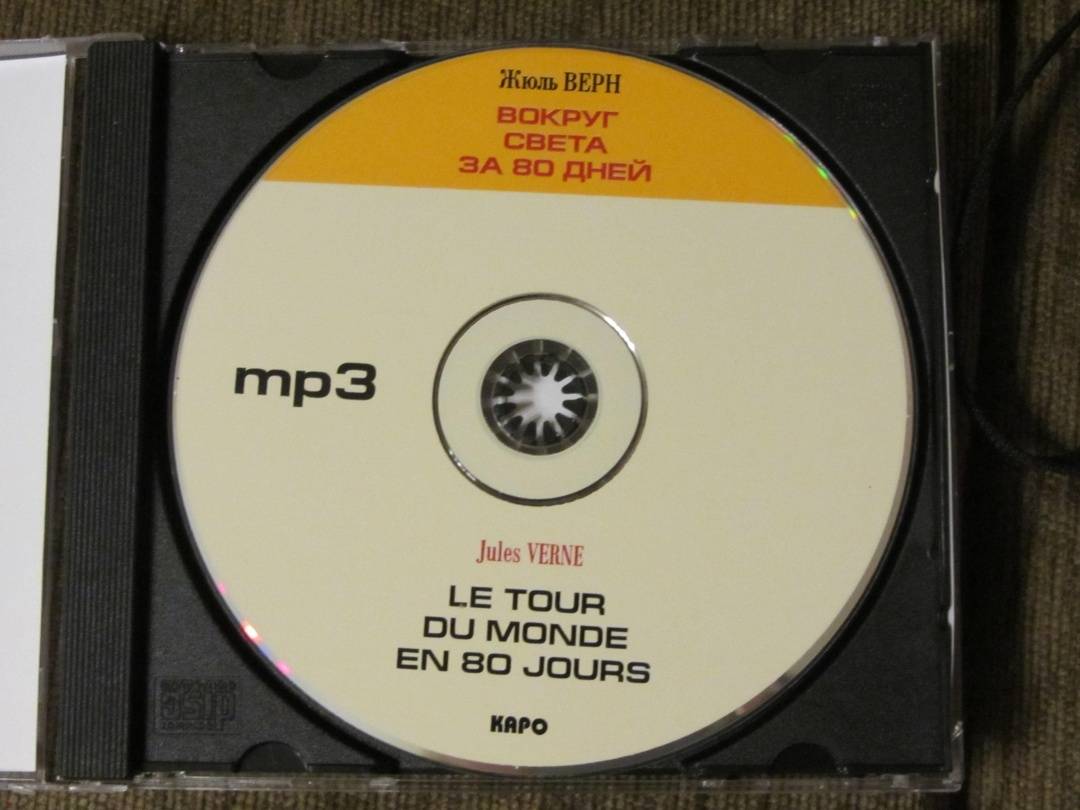 Жюль ВЕРН
ВОКРУГ
СВЕТА
ЗА 80 ДНЕЙ
mp3
Jules VERNE
LE TOUR
DU MONDE
EN 80 JOURS
КАРО